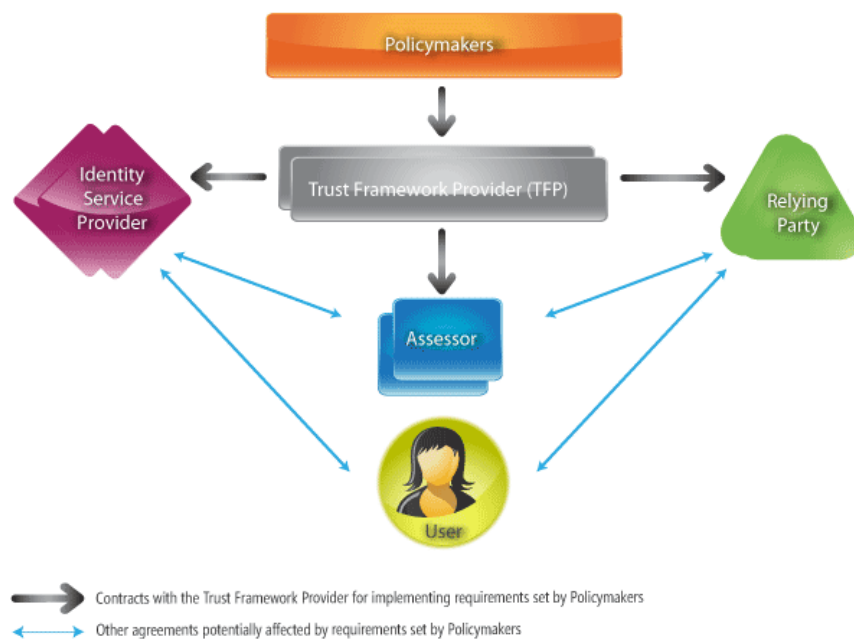 Policymakers
Trust Framework Provider (TFP)
Identity
Service
Provider
Relying
Party
Assessor
User
Contracts with the Trust Framework Provider for implementing requirements set by Policymakers
Other agreements potentially affected by requirements set by Policymakers